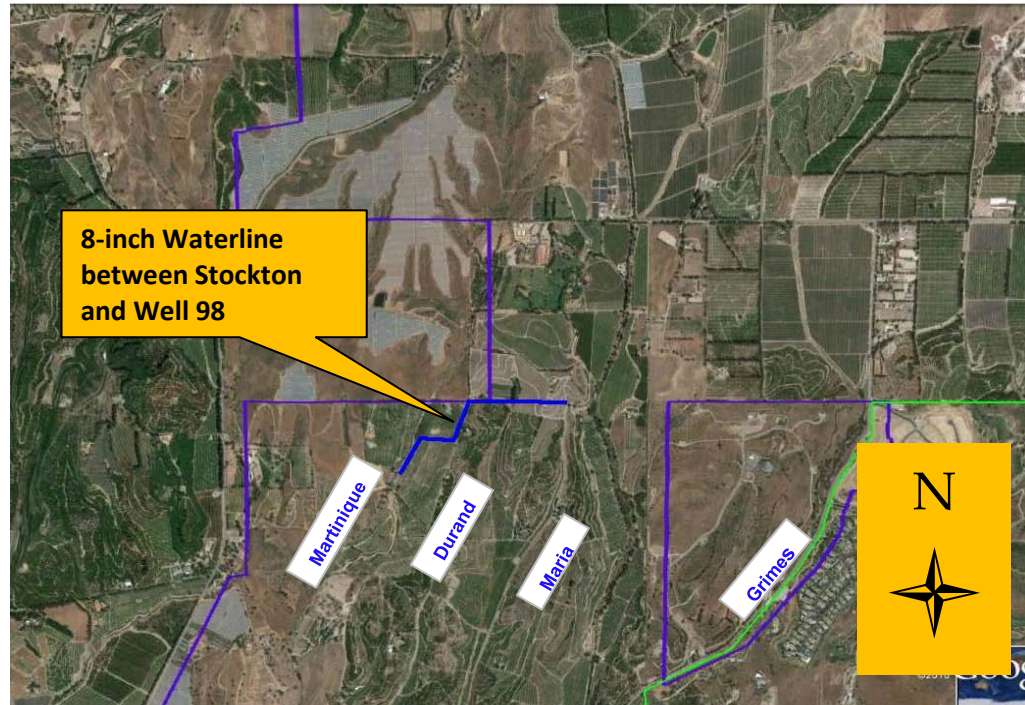 8-inch Waterline
between Stockton
and Well 98
Martinique
Durand
Maria
Grimes
N